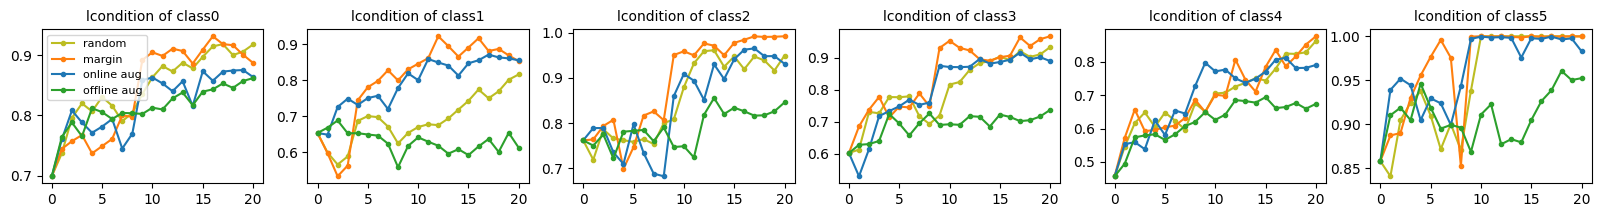 lcondition of class0
lcondition of class1
lcondition of class2
lcondition of class3
lcondition of class4
lcondition of class5
random
margin
online aug
offline aug
0.9
0.8
0.7
0 5 10 15 20
0.9
0.8
0.7
0.6
0 5 10 15 20
1.0
0.9
0.8
0.7
0 5 10 15 20
0.9
0.8
0.7
0.6
0 5 10 15 20
0.9
0.8
0.7
0.6
0.5
0 5 10 15 20
1.00
0.95
0.90
0.85
0 5 10 15 20